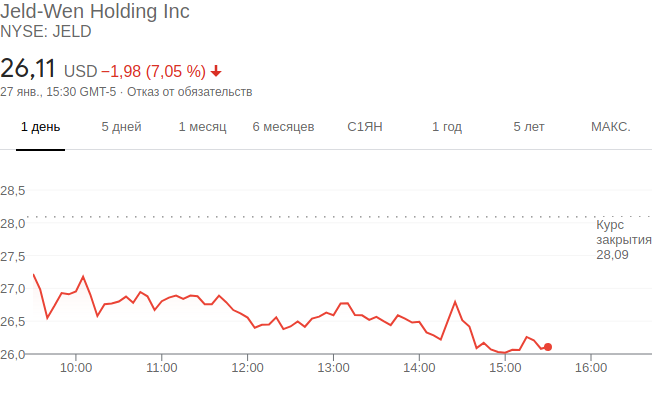 Jeld-Wen Holding Inc
NYSE: JELD
26,11 USD −1,98 (7,05 %)
27 янв., 15:30 GMT-5 · Отказ от обязательств
1 день 5 дней 1 месяц 6 месяцев С1ЯН 1 год 5 лет МАКС.
28,5
28,0
Курс
закрытия
28,09
27,5
27,0
26,5
26,0
10:00 11:00 12:00 13:00 14:00 15:00 16:00